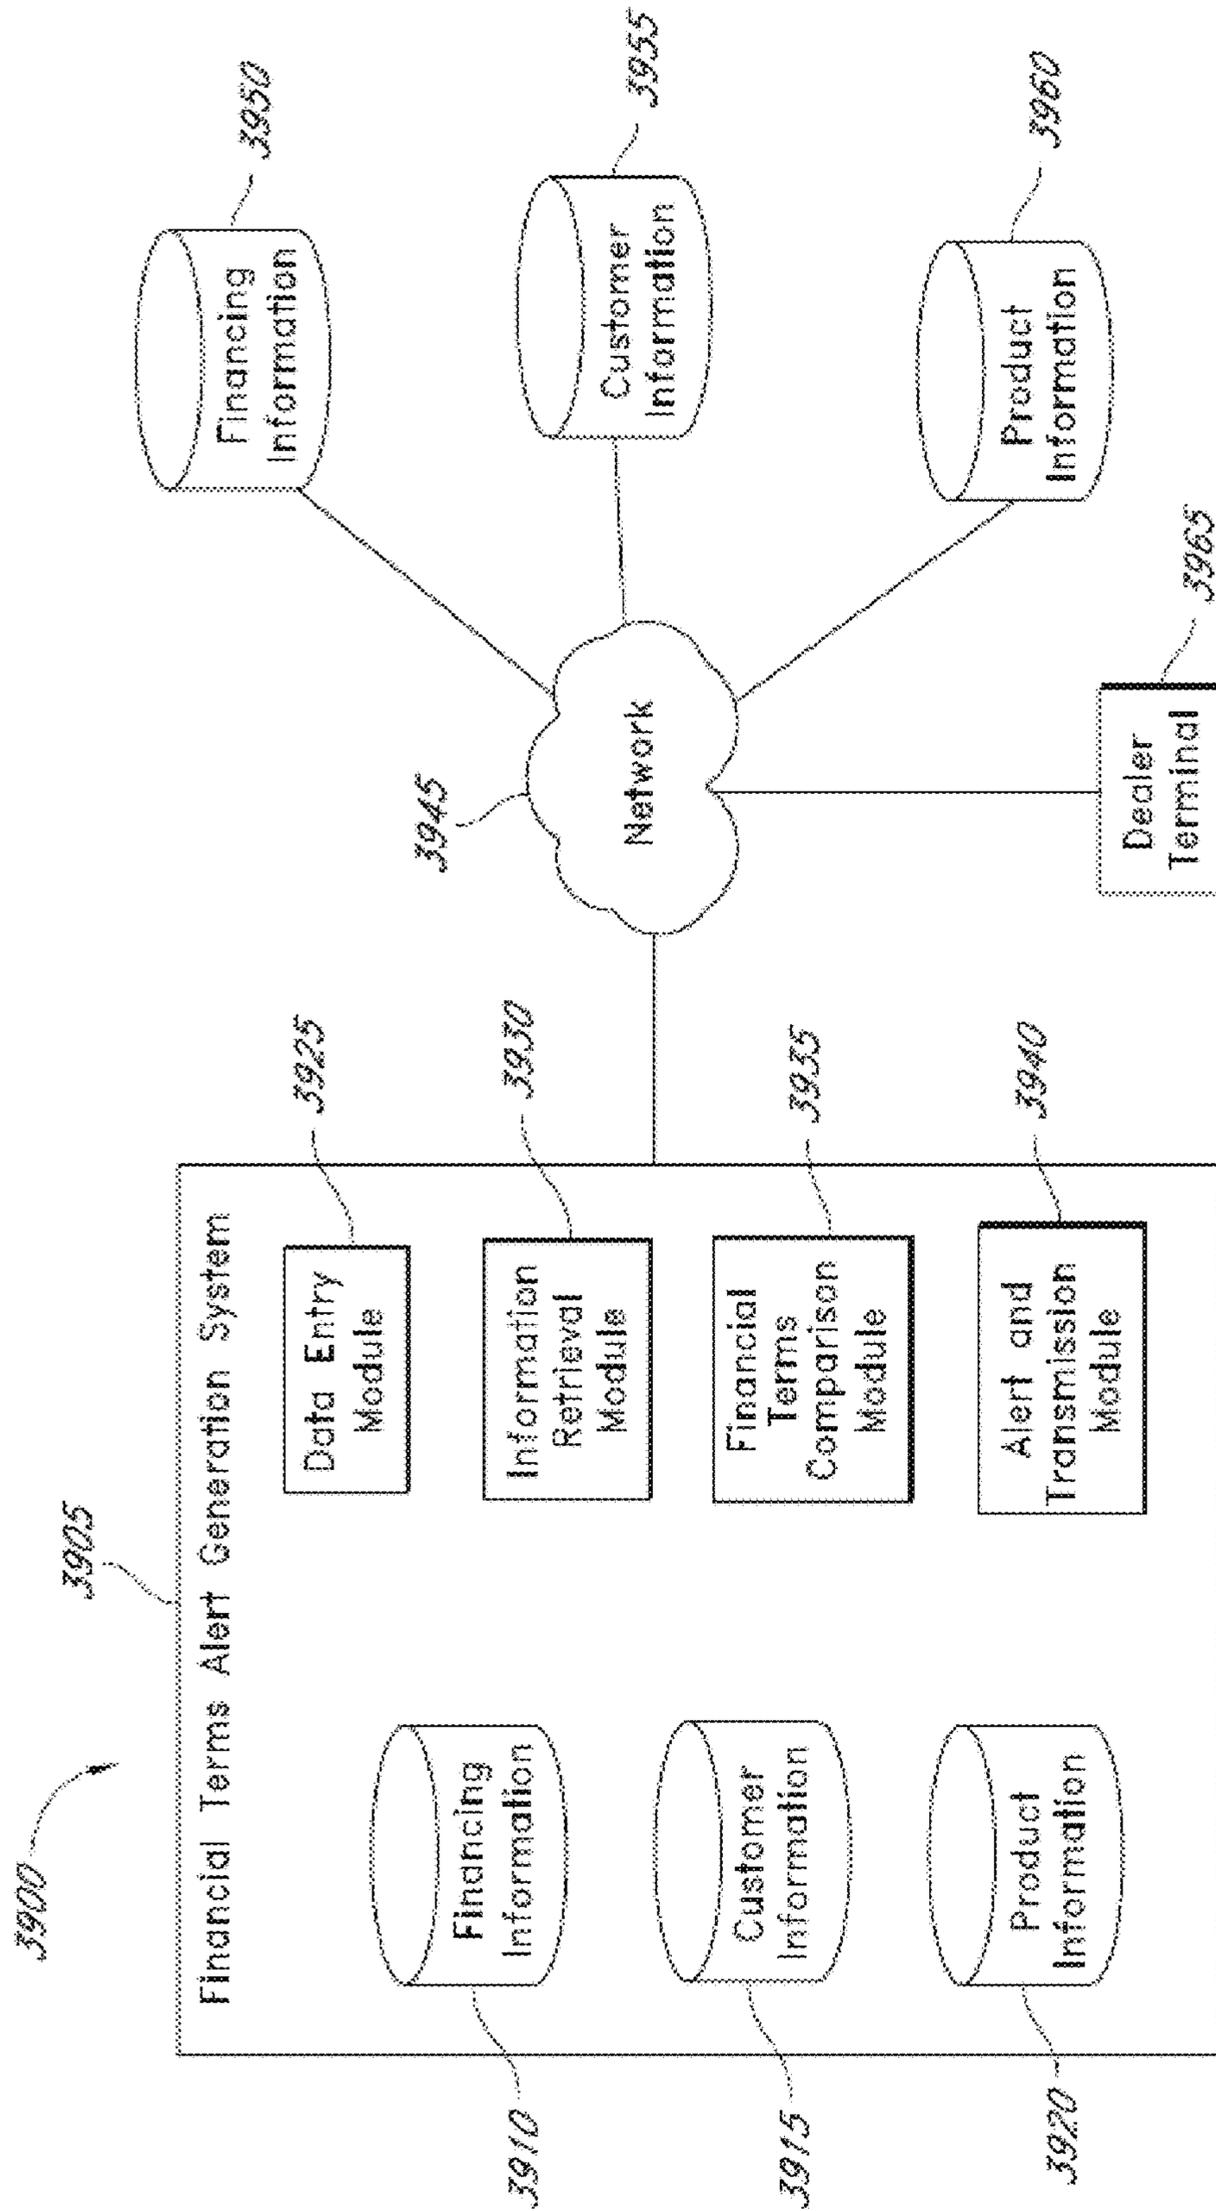 3900
3905
Financial Terms Alert Generation System
3910
Financing
Information
3915
Customer
Information
3920
Product
Information
Data Entry
Module
3925
Information
Retrieval
Module
3930
Financial
Terms
Comparison
Module
3935
Alert and
Transmission
Module
3940
3945
Network
Financing
Information
3950
Customer
Information
3955
Product
Information
3960
Dealer
Terminal
3965